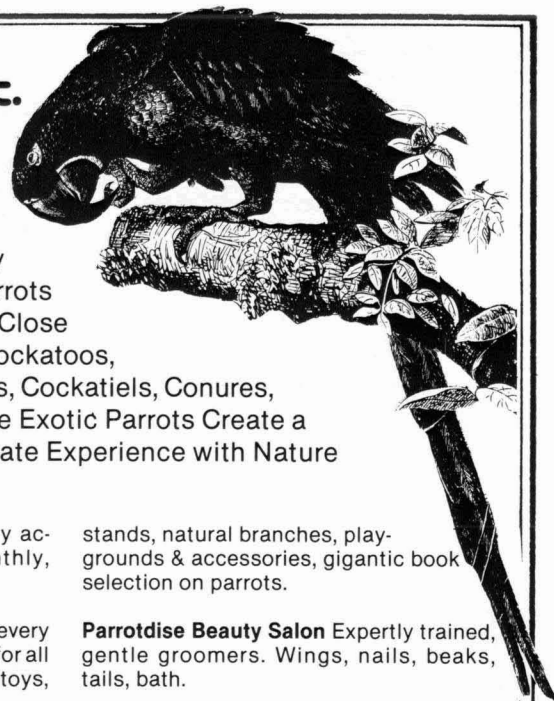 c.
y
rrots
Close
ockatoos,
s, Cockatiels, Conures,
e Exotic Parrots Create a
ate Experience with Nature
y ac-
thly,
every
for all
toys,
stands, natural branches, play-
grounds & accessories, gigantic book
selection on parrots.
Parrotdise Beauty Salon Expertly trained,
gentle groomers. Wings, nails, beaks,
tails, bath.